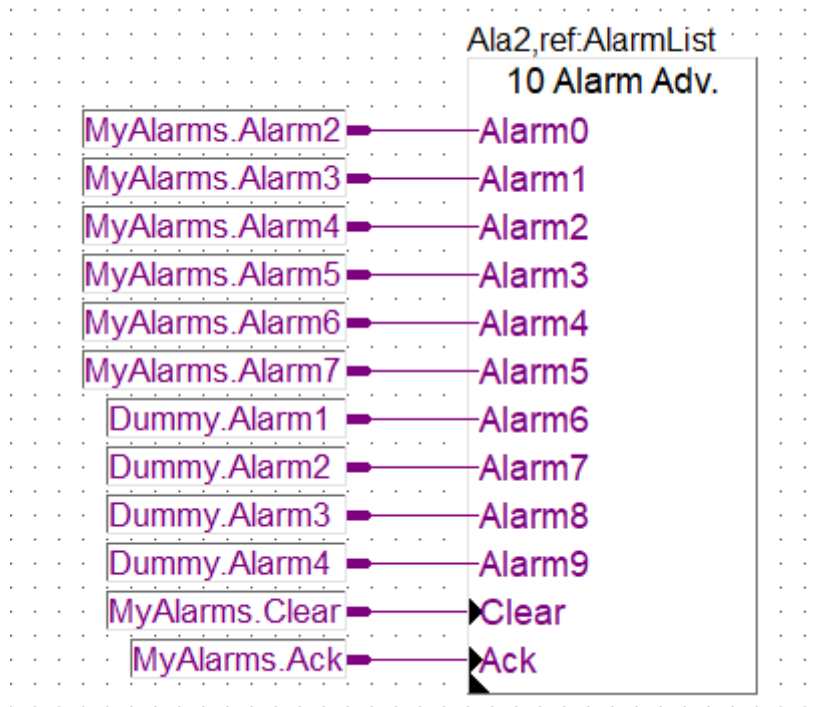 Ala2,ref:AlarmList
10 Alarm Adv.
MyAlarms.Alarm2 Alarm0
MyAlarms.Alarm3 Alarm1
MyAlarms.Alarm4 Alarm2
MyAlarms.Alarm5 Alarm3
MyAlarms.Alarm6 Alarm4
MyAlarms.Alarm7 Alarm5
Dummy.Alarm1 Alarm6
Dummy.Alarm2 Alarm7
Dummy.Alarm3 Alarm8
Dummy.Alarm4 Alarm9
MyAlarms.Clear Clear
MyAlarms.Ack Ack